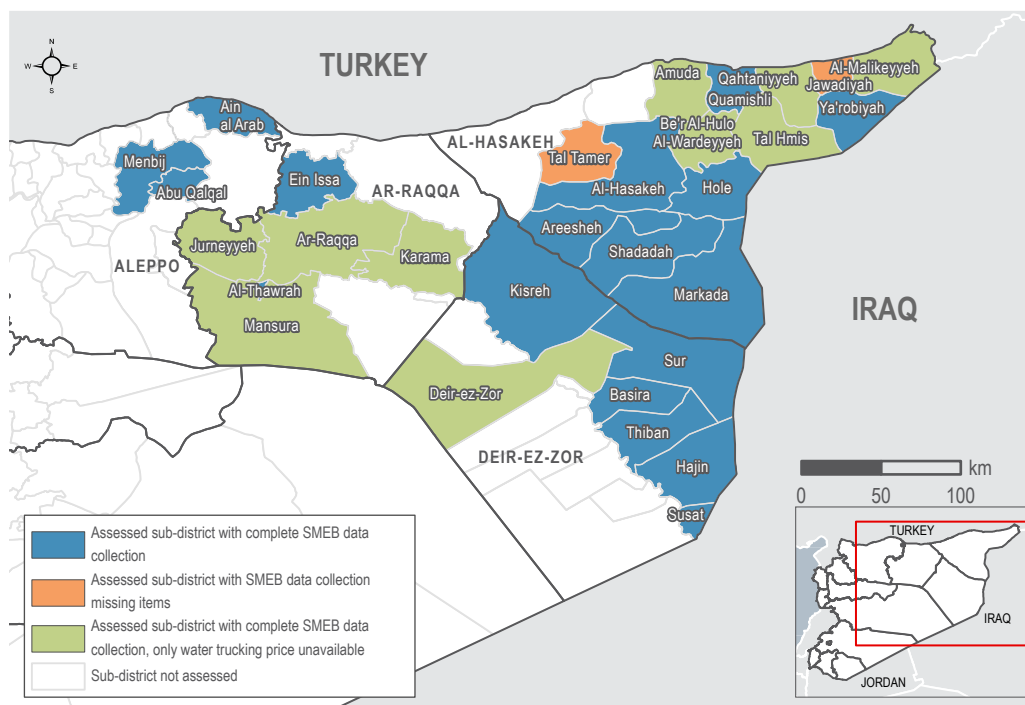 N
W E
S
TURKEY
IRAQ
Ain
al Arab
Menbij
Abu Qalqal
Ein Issa
AR-RAQQA
AL-HASAKEH
ALEPPO
Jurneyyeh
Ar-Raqqa
Karama
Al-Thawrah
Mansura
Amuda
Qahtaniyyeh
Quamishli
Al-Malikeyyeh
Jawadiyah
Ya'robiyah
Be'r Al-Hulo
Al-Wardeyyeh
Tal Hmis
Tal Tamer
Al-Hasakeh
Hole
Areesheh
Shadadah
Kisreh
Markada
Sur
Deir-ez-Zor
Basira
Thiban
DEIR-EZ-ZOR
Hajin
Susat
km
0 50 100
Assessed sub-district with complete SMEB data
collection
Assessed sub-district with SMEB data collection
missing items
Assessed sub-district with complete SMEB data
collection, only water trucking price unavailable
Sub-district not assessed
TURKEY
IRAQ
JORDAN